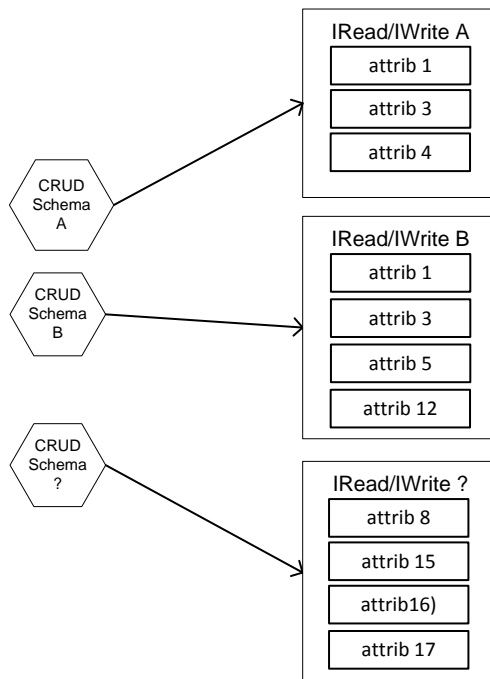 IRead/IWrite A
attrib 1
attrib 3
attrib 4
CRUD
Schema
A
IRead/IWrite B
attrib 1
attrib 3
attrib 5
attrib 12
CRUD
Schema
B
IRead/IWrite ?
attrib 8
attrib 15
attrib16)
attrib 17
CRUD
Schema
?